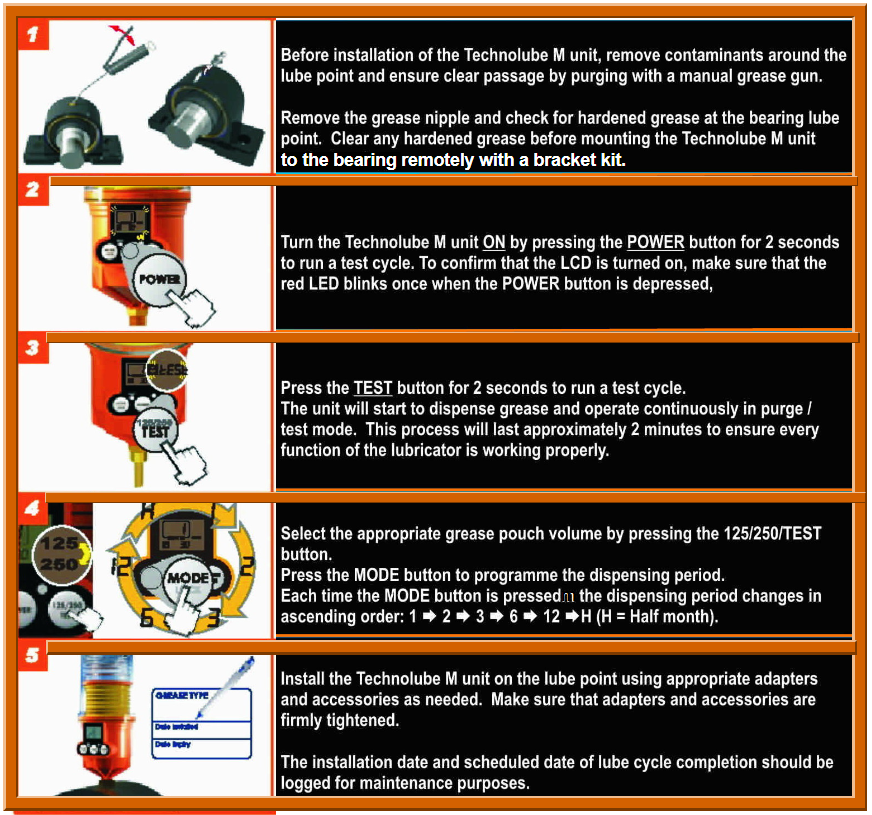 1
Before installation of the Technolube M unit, remove contaminants around the
lube point and ensure clear passage by purging with a manual grease gun.
Remove the grease nipple and check for hardened grease at the bearing lube
point. Clear any hardened grease before mounting the Technolube M unit
to the bearing remotely with a bracket kit.
2
POWER
Turn the Technolube M unit ON by pressing the POWER button for 2 seconds
to run a test cycle. To confirm that the LCD is turned on, make sure that the
red LED blinks once when the POWER button is depressed,
3
125/250
TEST
Press the TEST button for 2 seconds to run a test cycle.
The unit will start to dispense grease and operate continuously in purge /
test mode. This process will last approximately 2 minutes to ensure every
function of the lubricator is working properly.
4
125
250
125/250
H
1
2
3
6
12
1
MODE
Select the appropriate grease pouch volume by pressing the 125/250/TEST
button.
Press the MODE button to programme the dispensing period.
Each time the MODE button is pressed the dispensing period changes in
ascending order: 1 ➡ 2 ➡ 3 ➡ 6 ➡ 12 ➡H (H = Half month).
5
GREASE TYPE
Date installed
Date Expiry
Install the Technolube M unit on the lube point using appropriate adapters
and accessories as needed. Make sure that adapters and accessories are
firmly tightened.
The installation date and scheduled date of lube cycle completion should be
logged for maintenance purposes.